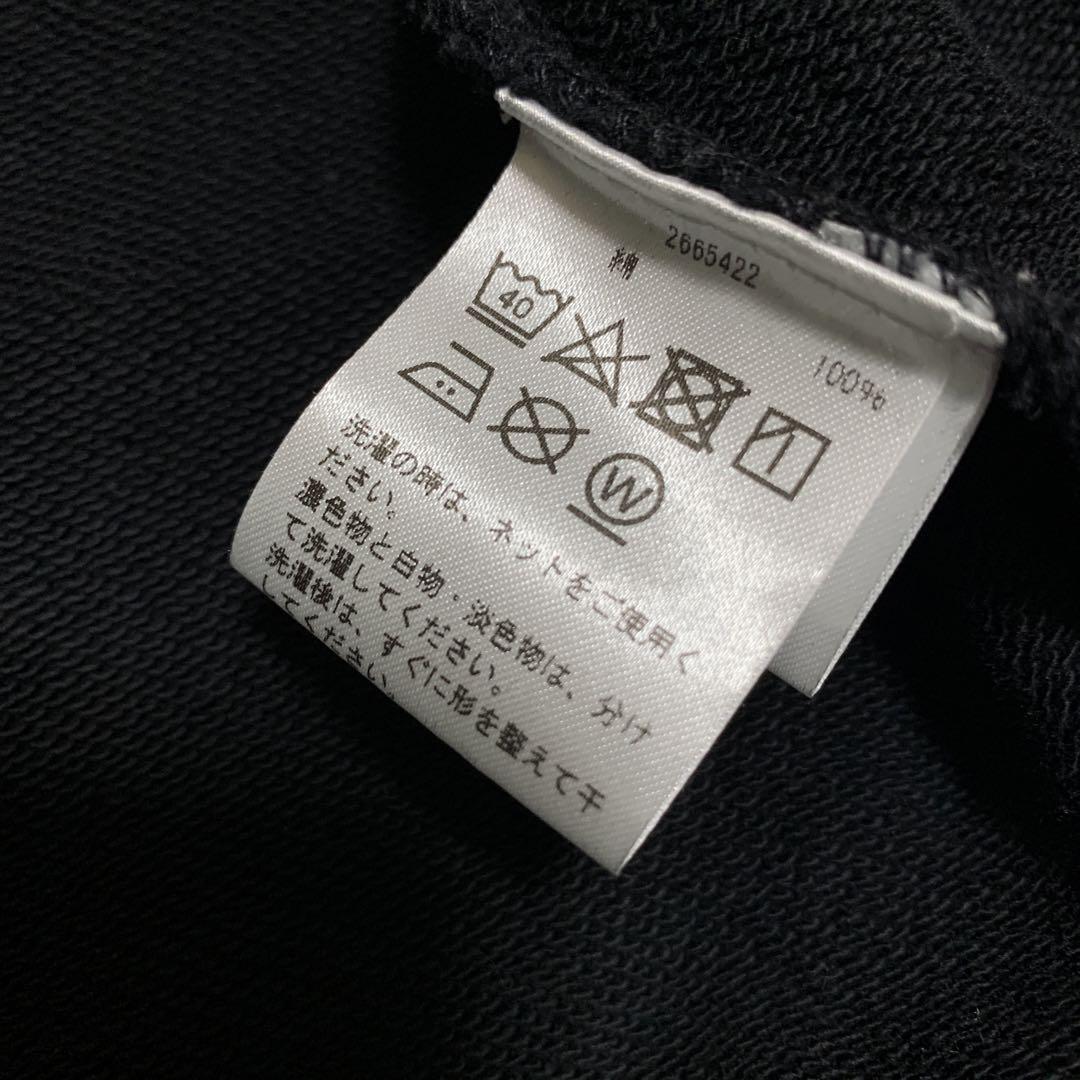 2665422
綿 100%
40
W
洗濯の時は、ネットをご使用く
ださい。
濃色物と白物・淡色物は、分け
て洗濯してください。
洗濯後は、すぐに形を整えて干
してください。